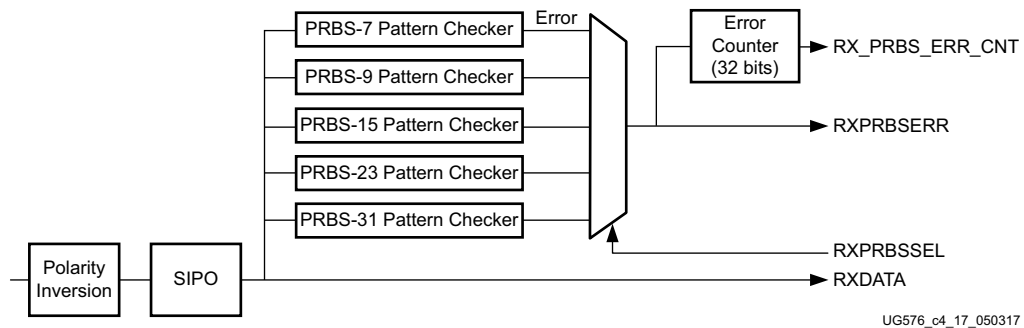 PRBS-7 Pattern Checker
Error
Error
Counter
(32 bits)
RX_PRBS_ERR_CNT
PRBS-9 Pattern Checker
PRBS-15 Pattern Checker
RXPRBSERR
PRBS-23 Pattern Checker
PRBS-31 Pattern Checker
Polarity
Inversion
SIPO
RXPRBSSEL
RXDATA
UG576_c4_17_050317